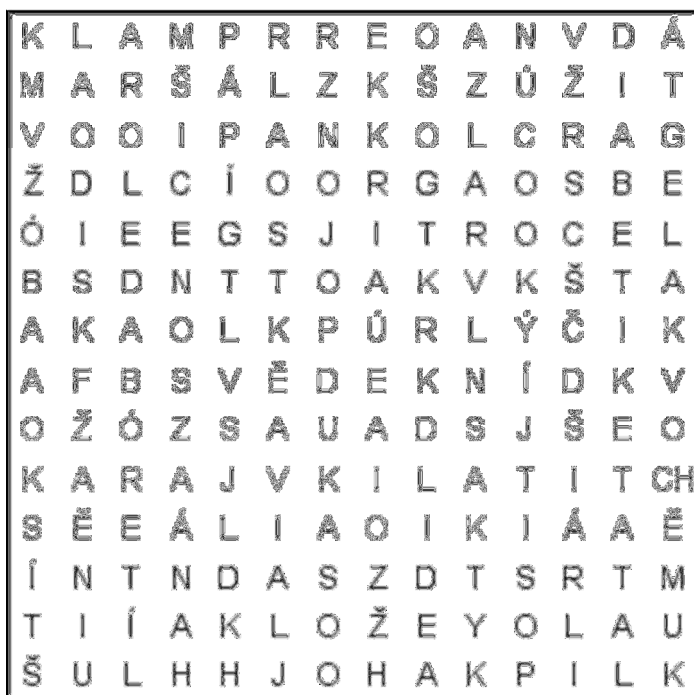 K L A M P R R E O A N V D Á
M A R Š Á L Z K Š Z Ú Ž I T
V O O I P A N K O L C R A G
Ž D L C Í O O R G A O S B E
Ó I E E G S J I T R O C E L
B S D N T T O A K V K Š T A
A K A O L K P Ú R L Ý Č I K
A F B S V Ě D E K N Í D K V
O Ž Ó Z S A U A D S J Š E O
K A R A J V K I L A T I T CH
S Ě E Á L I A O I K I Á A Ě
Í N T N D A S Z D T S R T M
T I Í A K L O Ž E Y O L A U
Š U L H H J O H A K P I L K